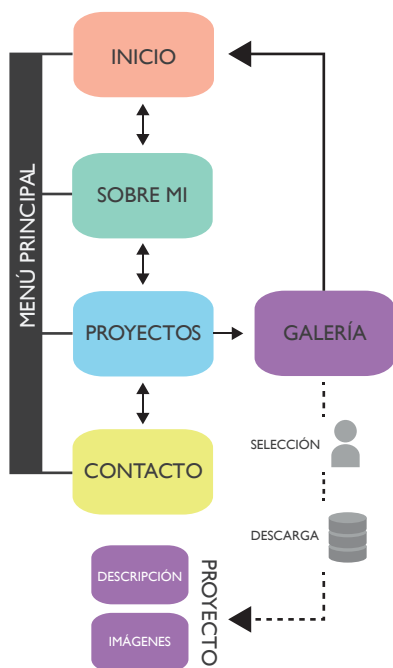 INICIO
MENÚ PRINCIPAL
SOBRE MI
PROYECTOS
GALERÍA
CONTACTO
SELECCIÓN
DESCARGA
PROYECTO
DESCRIPCIÓN
IMÁGENES